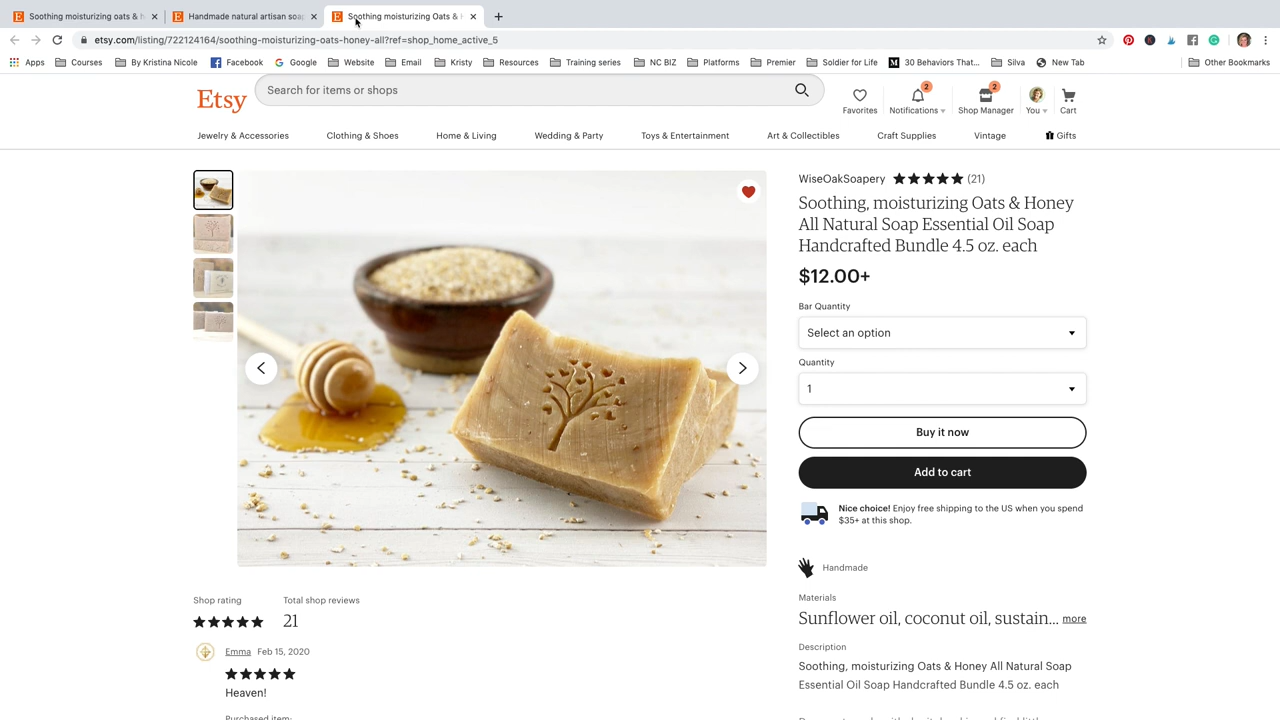 Soothing moisturizing oats & h
Handmade natural artisan soap
Soothing moisturizing Oats & H
etsy.com/listing/722124164/soothing-moisturizing-oats-honey-all?ref=shop_home_active_5
Apps Courses By Kristina Nicole Facebook Google Website Email Kristy Resources Training series NC BIZ Platforms Premier Soldier for Life 30 Behaviors That... Silva New Tab Other Bookmarks
Etsy
Search for items or shops
2 2
Favorites Notifications Shop Manager You Cart
Jewelry & Accessories Clothing & Shoes Home & Living Wedding & Party Toys & Entertainment Art & Collectibles Craft Supplies Vintage Gifts
WiseOakSoapery (21)
Soothing, moisturizing Oats & Honey
All Natural Soap Essential Oil Soap
Handcrafted Bundle 4.5 oz. each
$12.00+
Bar Quantity
Select an option
Quantity
1
Buy it now
Add to cart
Nice choice! Enjoy free shipping to the US when you spend
$35+ at this shop.
Handmade
Materials
Sunflower oil, coconut oil, sustain... more
Description
Soothing, moisturizing Oats & Honey All Natural Soap
Essential Oil Soap Handcrafted Bundle 4.5 oz. each
Shop rating Total shop reviews
21
Emma Feb 15, 2020
Heaven!
Purchased item: